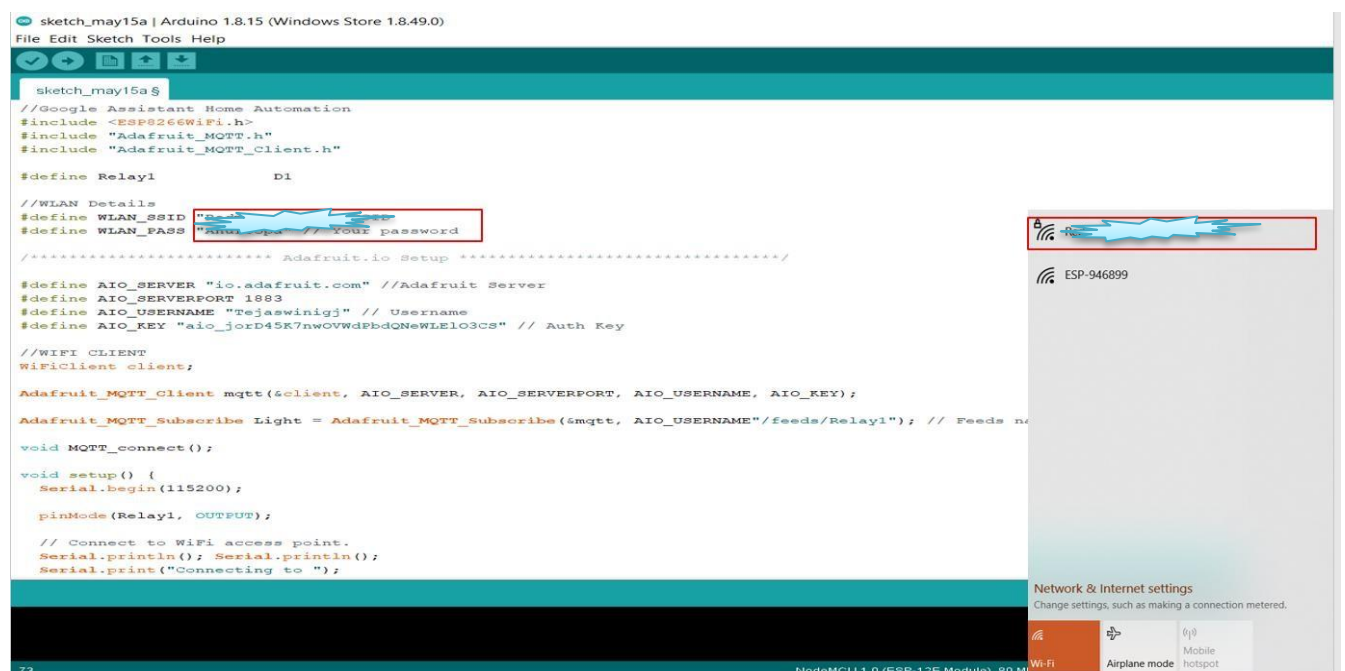 sketch_may15a | Arduino 1.8.15 (Windows Store 1.8.49.0)
File Edit Sketch Tools Help
sketch_may15a §
//Google Assistant Home Automation
#include <ESP8266WiFi.h>
#include "Adafruit_MQTT.h"
#include "Adafruit_MQTT_Client.h"
#define Relay1 D1
//WLAN Details
#define WLAN_SSID
#define WLAN_PASS // Your password
/************************* Adafruit.io Setup *********************************/
#define AIO_SERVER "io.adafruit.com" //Adafruit Server
#define AIO_SERVERPORT 1883
#define AIO_USERNAME "Tejaswinigj" // Username
#define AIO_KEY "aio_jorD45K7nwOVWdPbdQNeWLElO3CS" // Auth Key
//WIFI CLIENT
WiFiClient client;
Adafruit_MQTT_Client mqtt(&client, AIO_SERVER, AIO_SERVERPORT, AIO_USERNAME, AIO_KEY);
Adafruit_MQTT_Subscribe Light = Adafruit_MQTT_Subscribe(&mqtt, AIO_USERNAME"/feeds/Relay1"); // Feeds
void MQTT_connect();
void setup() {
Serial.begin(115200);
pinMode(Relay1, OUTPUT);
// Connect to WiFi access point.
Serial.println(); Serial.println();
Serial.print("Connecting to ");
NodeMCU 1.0 (ESP-12E Module), 80
ESP-946899
Network & Internet settings
Change settings, such as making a connection metered.
Wi-Fi
Airplane mode
Mobile
hotspot